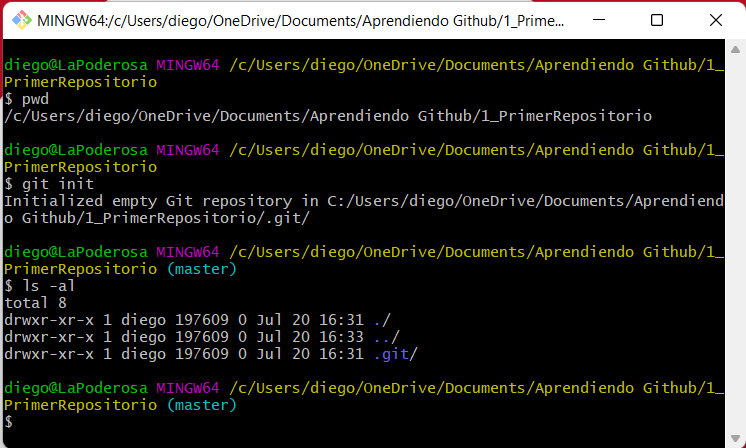 MINGW64:/c/Users/diego/OneDrive/Documents/Aprendiendo Github/1_Prime...
diego@LaPoderosa MINGW64 /c/Users/diego/OneDrive/Documents/Aprendiendo Github/1_
PrimerRepositorio
$ pwd
/c/Users/diego/OneDrive/Documents/Aprendiendo Github/1_PrimerRepositorio
diego@LaPoderosa MINGW64 /c/Users/diego/OneDrive/Documents/Aprendiendo Github/1_
PrimerRepositorio
$ git init
Initialized empty Git repository in C:/Users/diego/OneDrive/Documents/Aprendiend
o Github/1_PrimerRepositorio/.git/
diego@LaPoderosa MINGW64 /c/Users/diego/OneDrive/Documents/Aprendiendo Github/1_
PrimerRepositorio (master)
$ ls -al
total 8
drwxr-xr-x 1 diego 197609 0 Jul 20 16:31 ./
drwxr-xr-x 1 diego 197609 0 Jul 20 16:33 ../
drwxr-xr-x 1 diego 197609 0 Jul 20 16:31 .git/
diego@LaPoderosa MINGW64 /c/Users/diego/OneDrive/Documents/Aprendiendo Github/1_
PrimerRepositorio (master)
$